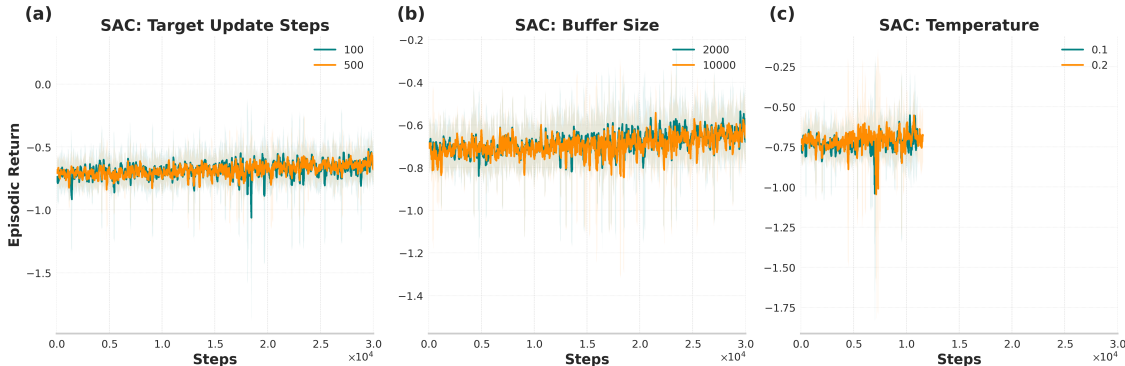 (a)
SAC: Target Update Steps
100
500
Episodic Return
0.0
−0.5
−1.0
−1.5
0.0 0.5 1.0 1.5 2.0 2.5 3.0
×10⁴
Steps
(b)
SAC: Buffer Size
2000
10000
−0.2
−0.4
−0.6
−0.8
−1.0
−1.2
−1.4
0.0 0.5 1.0 1.5 2.0 2.5 3.0
×10⁴
Steps
(c)
SAC: Temperature
0.1
0.2
−0.25
−0.50
−0.75
−1.00
−1.25
−1.50
−1.75
0.0 0.5 1.0 1.5 2.0 2.5 3.0
×10⁴
Steps